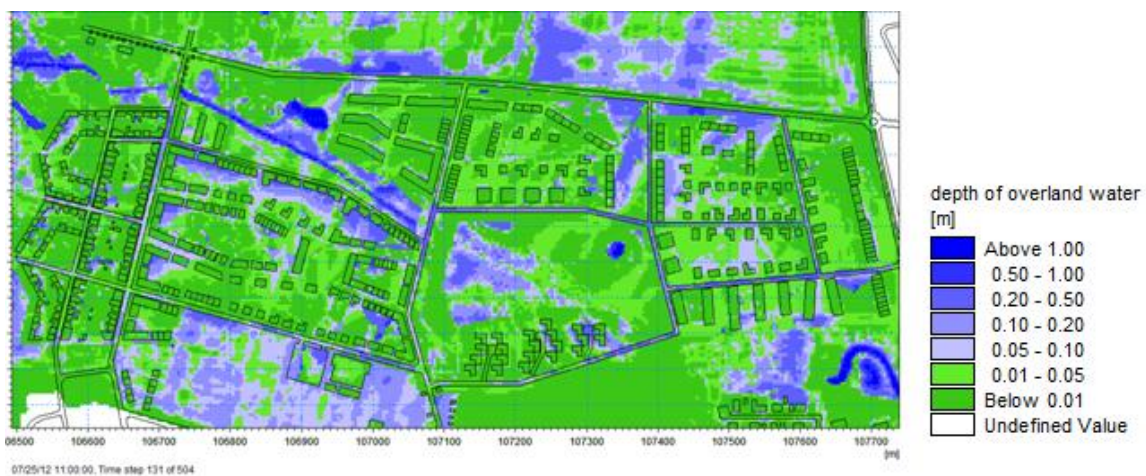 depth of overland water
[m]
Above 1.00
0.50 - 1.00
0.20 - 0.50
0.10 - 0.20
0.05 - 0.10
0.01 - 0.05
Below 0.01
Undefined Value
06500 106600 106700 106800 106900 107000 107100 107200 107300 107400 107500 107600 107700
[m]
07/25/12 11:00:00, Time step 131 of 504